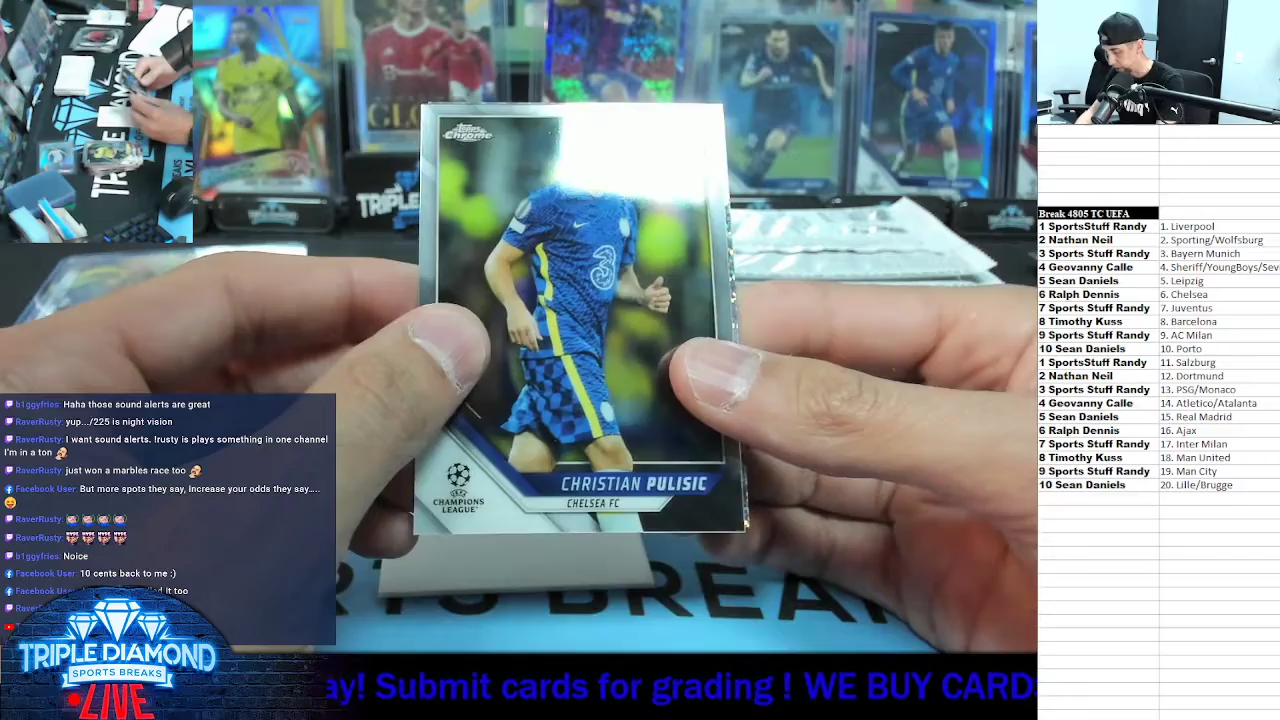 Topps
Chrome
CHRISTIAN PULISIC
CHELSEA FC
UEFA
CHAMPIONS
LEAGUE
b1ggyfries: Haha those sound alerts are great
RaverRusty: yup.../225 is night vision
RaverRusty: I want sound alerts. Irusty is plays something in one channel
I'm in a ton
RaverRusty: just won a marbles race too
Facebook User: But more spots they say, Increase your odds they say....
RaverRusty:
RaverRusty:
b1ggyfries: Noice
Facebook User: 10 cents back to me :)
Facebook
it too
TRIPLE DIAMOND
SPORTS BREAKS
LIVE
ay! Submit cards for grading ! WE BUY CARD
Break 4805 TC UEFA
1 SportsStuff Randy 1. Liverpool
2 Nathan Neil 2. Sporting/Wolfsburg
3 Sports Stuff Randy 3. Bayern Munich
4 Geovanny Calle 4. Sheriff/YoungBoys/Sev
5 Sean Daniels 5. Leipzig
6 Ralph Dennis 6. Chelsea
7 Sports Stuff Randy 7. Juventus
8 Timothy Kuss 8. Barcelona
9 Sports Stuff Randy 9. AC Milan
10 Sean Daniels 10. Porto
1 SportsStuff Randy 11. Salzburg
2 Nathan Neil 12. Dortmund
3 Sports Stuff Randy 13. PSG/Monaco
4 Geovanny Calle 14. Atletico/Atalanta
5 Sean Daniels 15. Real Madrid
6 Ralph Dennis 16. Ajax
7 Sports Stuff Randy 17. Inter Milan
8 Timothy Kuss 18. Man United
9 Sports Stuff Randy 19. Man City
10 Sean Daniels 20. Lille/Brugge